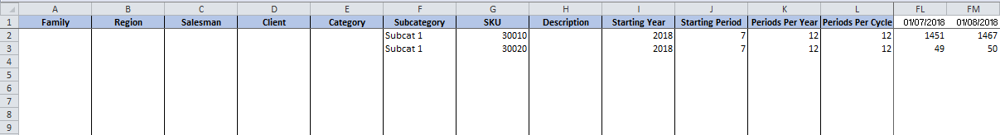 A B C D E F G H I J K L FL FM
1 Family Region Salesman Client Category Subcategory SKU Description Starting Year Starting Period Periods Per Year Periods Per Cycle 01/07/2018 01/08/2018
2 Subcat 1 30010 2018 7 12 12 1451 1467
3 Subcat 1 30020 2018 7 12 12 49 50
4
5
6
7
8
9